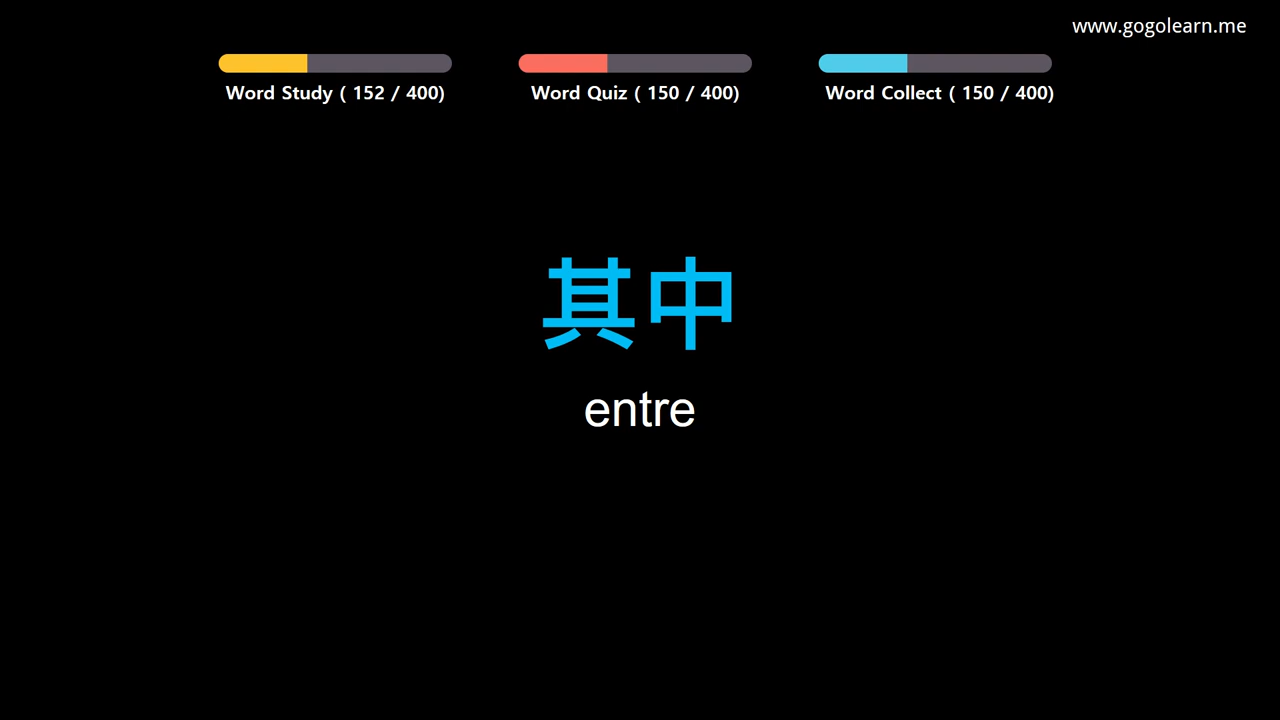 www.gogolearn.me
Word Study ( 152 / 400)
Word Quiz ( 150 / 400)
Word Collect ( 150 / 400)
其中
entre